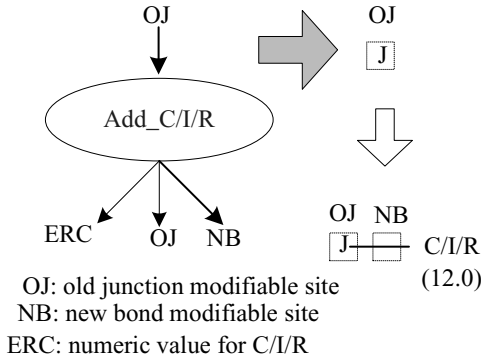 OJ
OJ
J
Add_C/I/R
ERC
OJ
NB
OJ NB
J
C/I/R
(12.0)
OJ: old junction modifiable site
NB: new bond modifiable site
ERC: numeric value for C/I/R